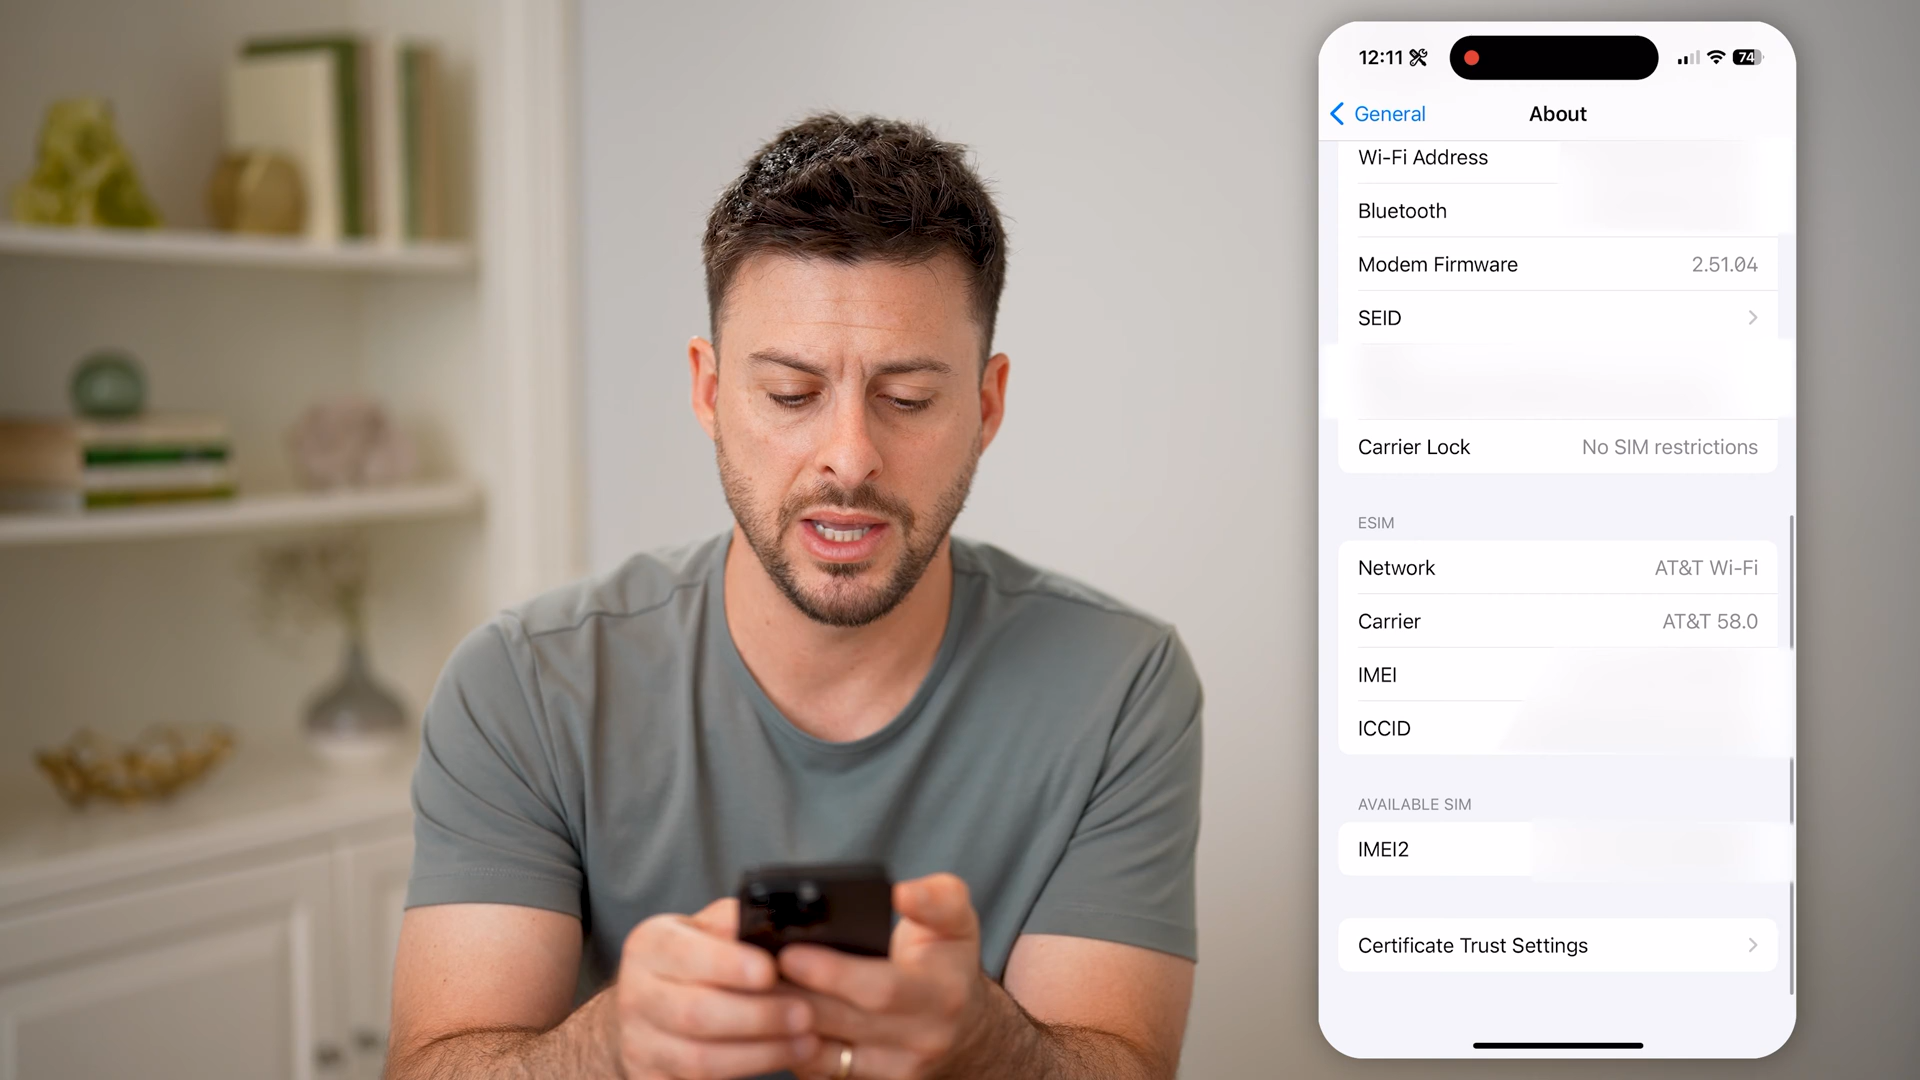 12:11
74
General
About
Wi-Fi Address
Bluetooth
Modem Firmware 2.51.04
SEID
Carrier Lock No SIM restrictions
ESIM
Network AT&T Wi-Fi
Carrier AT&T 58.0
IMEI
ICCID
AVAILABLE SIM
IMEI2
Certificate Trust Settings